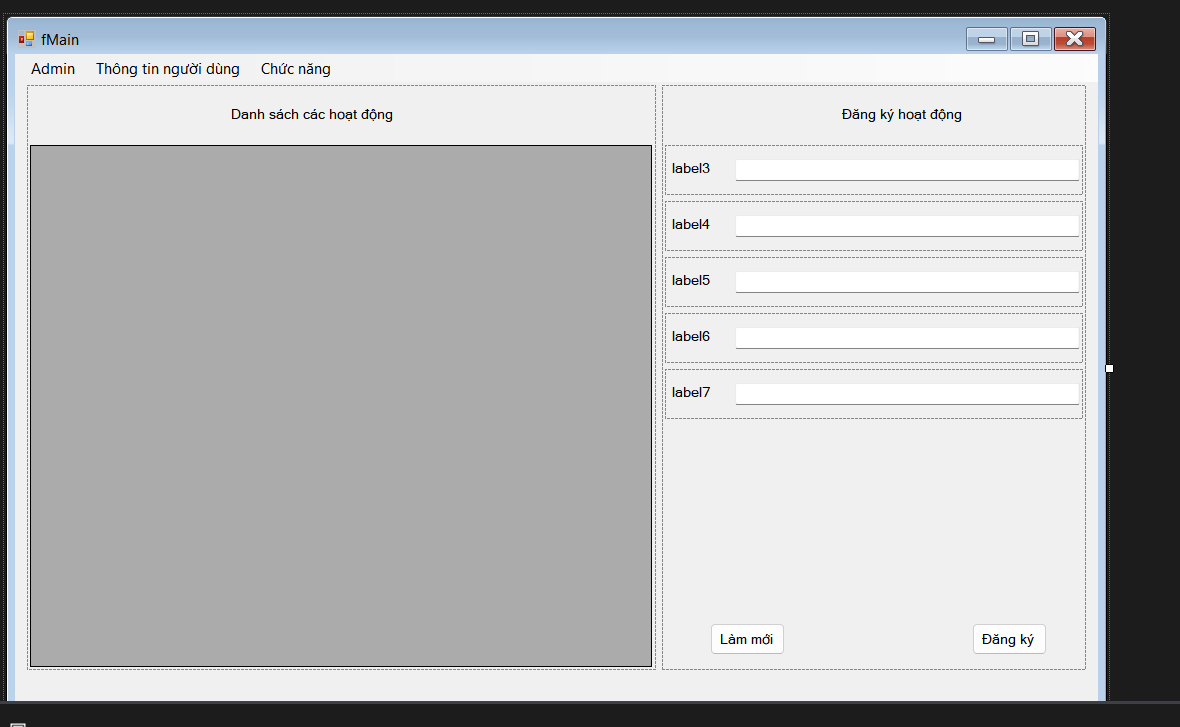 fMain
Admin Thông tin người dùng Chức năng
Danh sách các hoạt động
Đăng ký hoạt động
label3
label4
label5
label6
label7
Làm mới Đăng ký